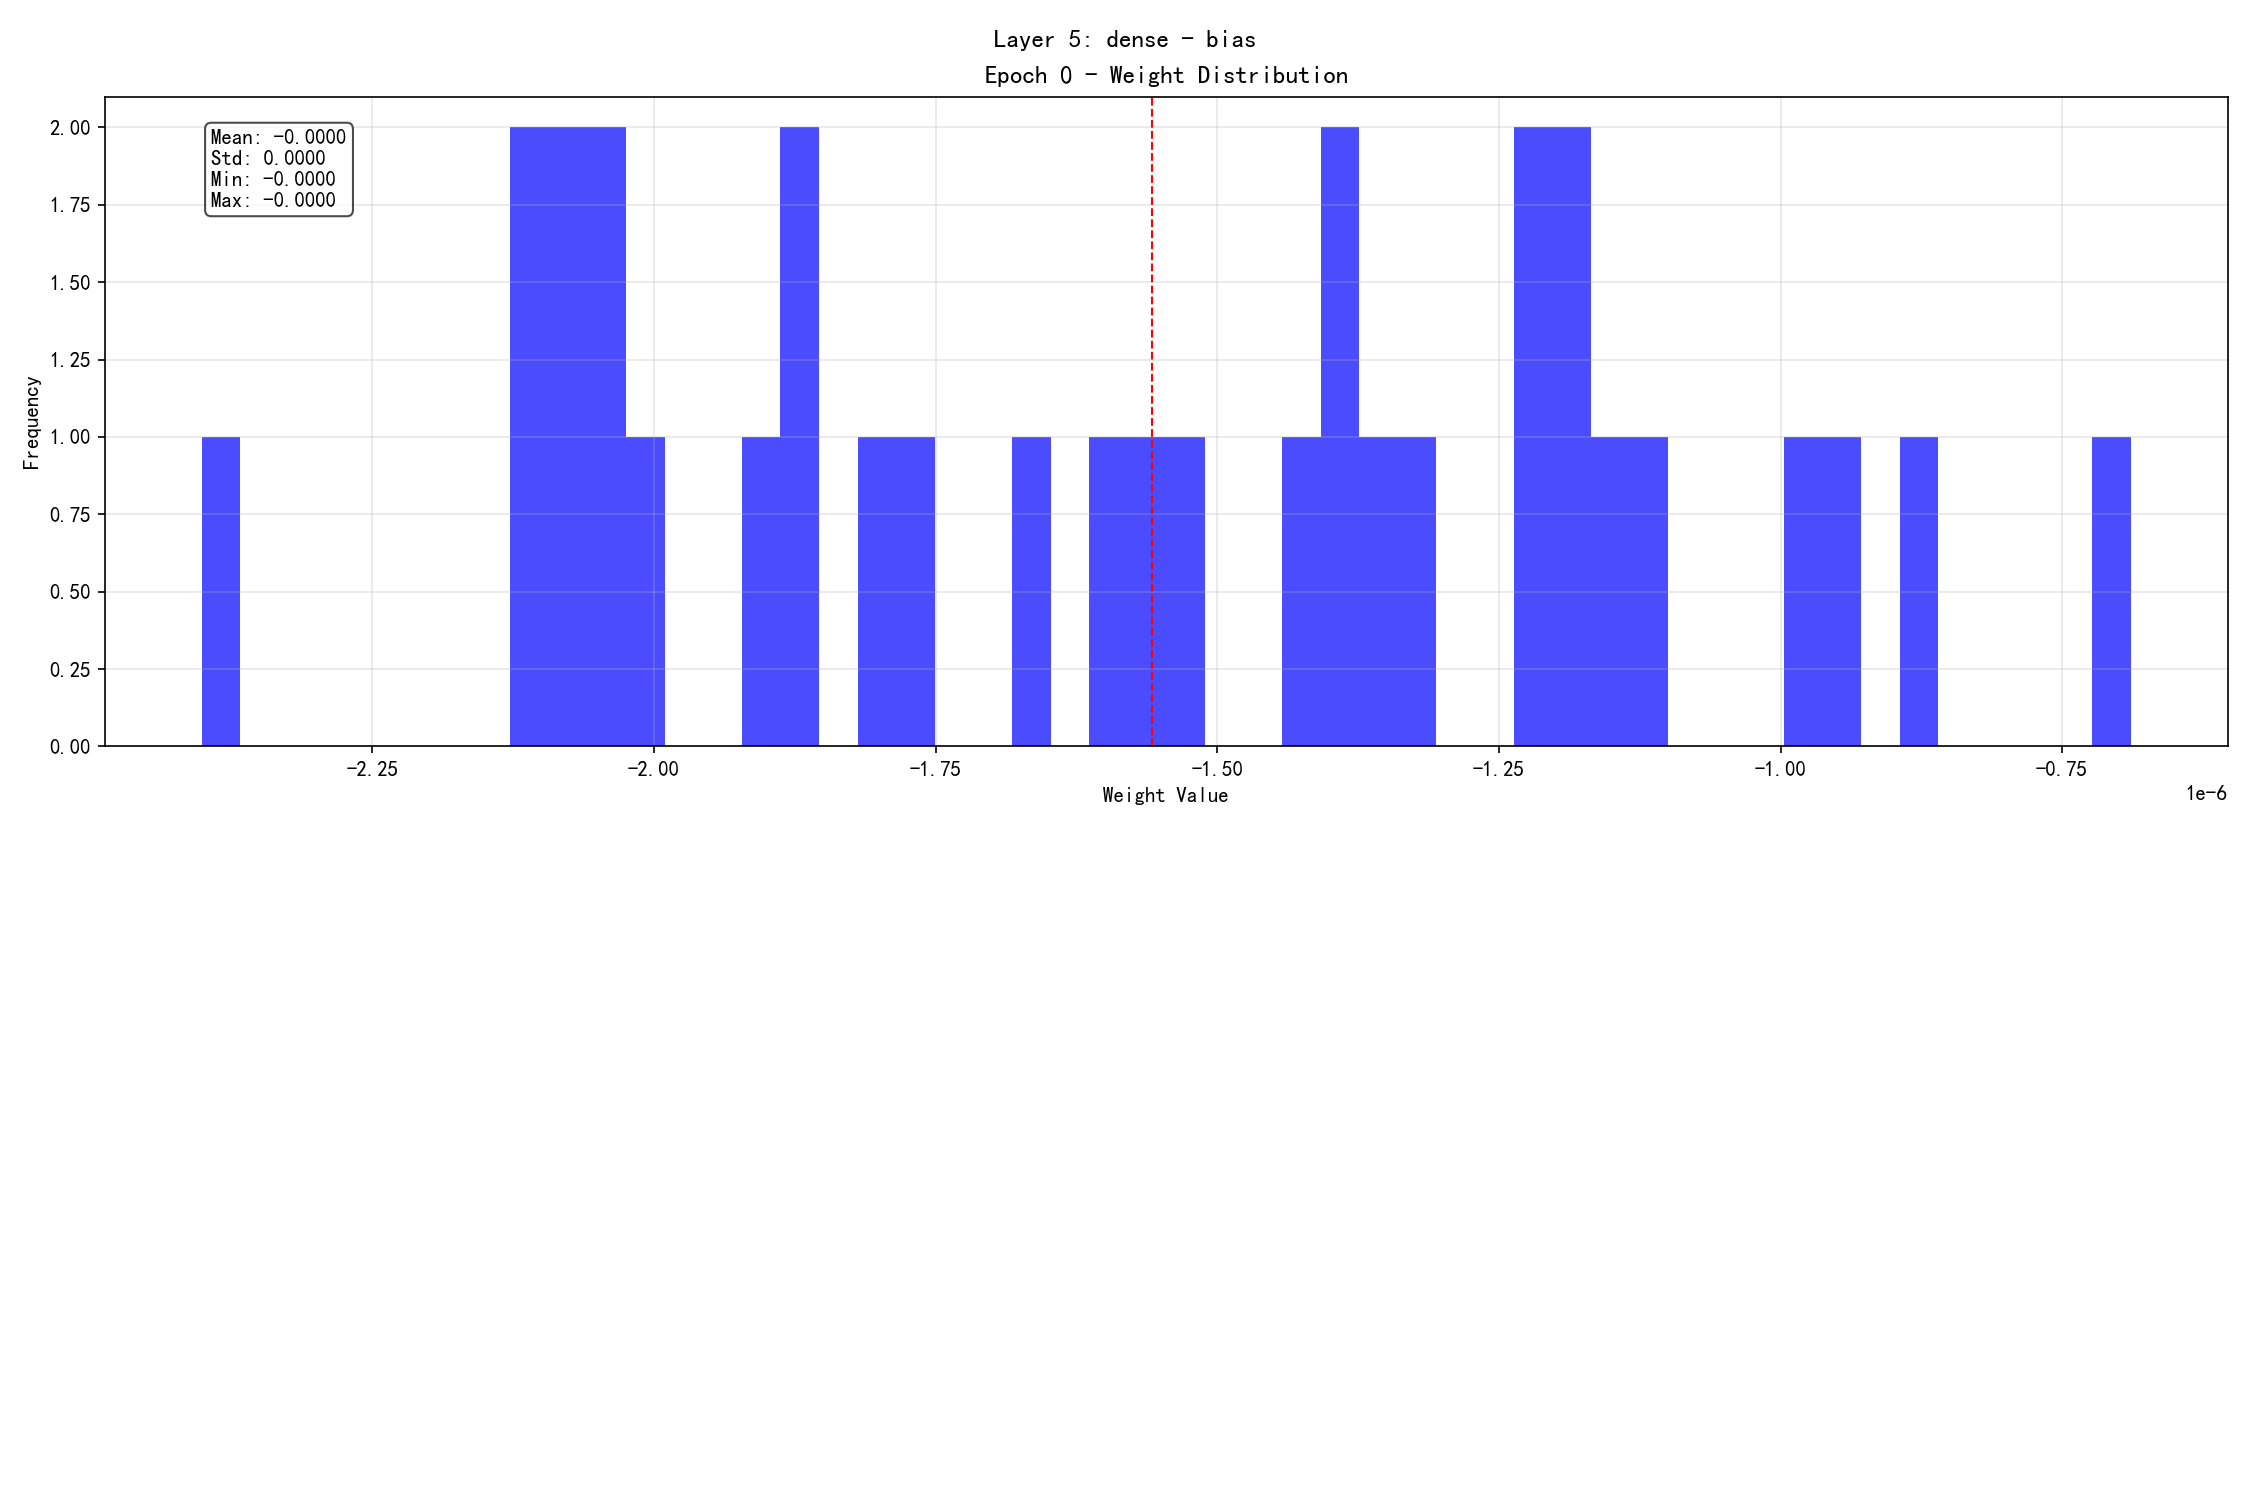 Layer 5: dense - bias
Epoch 0 - Weight Distribution
Mean: -0.0000
Std: 0.0000
Min: -0.0000
Max: -0.0000
2.00
1.75
1.50
1.25
1.00
0.75
0.50
0.25
0.00
Frequency
-2.25 -2.00 -1.75 -1.50 -1.25 -1.00 -0.75
Weight Value
1e-6